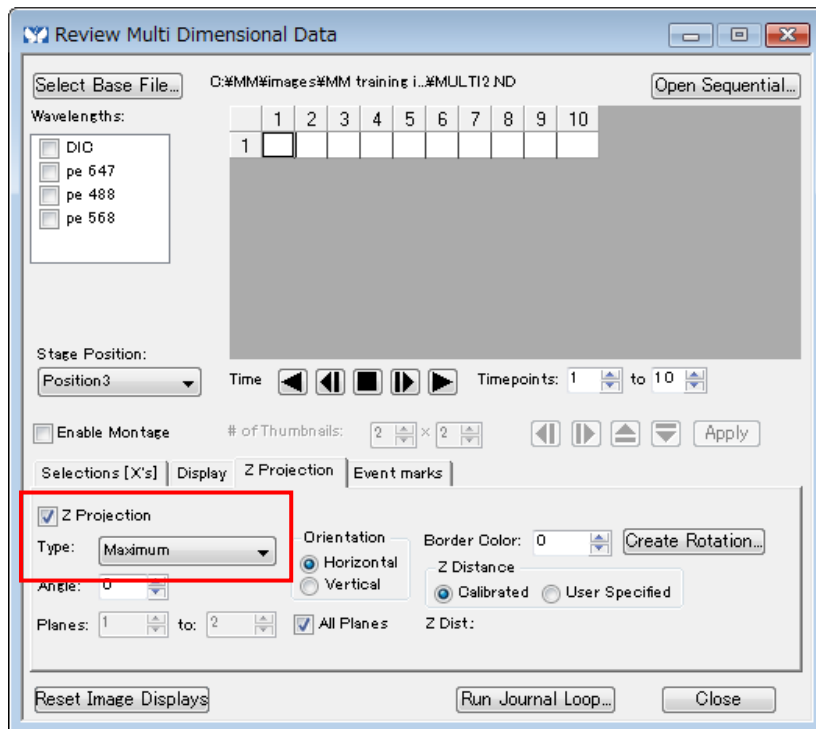 Review Multi Dimensional Data
Select Base File...
C:¥MM¥images¥MM training i...¥MULTI2.ND
Open Sequential...
Wavelengths:
1 2 3 4 5 6 7 8 9 10
1
DIC
pe 647
pe 488
pe 568
Stage Position:
Position3
Time
Timepoints: 1 to 10
Enable Montage
# of Thumbnails: 2 × 2
Apply
Selections [X's] Display Z Projection Event marks
Z Projection
Type: Maximum
Orientation
Horizontal
Vertical
Border Color: 0
Create Rotation...
Z Distance
Calibrated User Specified
Angle: 0
Planes: 1 to: 2
All Planes
Z Dist:
Reset Image Displays
Run Journal Loop...
Close